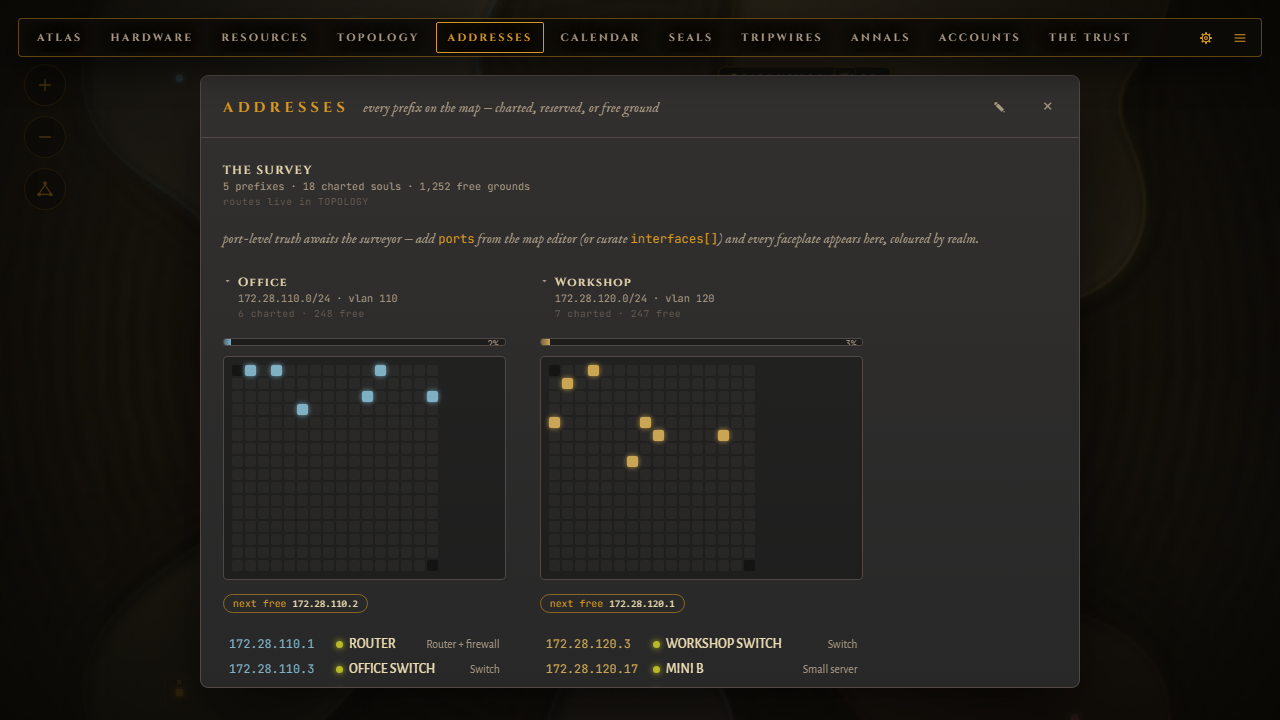 ATLAS HARDWARE RESOURCES TOPOLOGY ADDRESSES CALENDAR SEALS TRIPWIRES ANNALS ACCOUNTS THE TRUST
ADDRESSES every prefix on the map — charted, reserved, or free ground
THE SURVEY
5 prefixes · 18 charted souls · 1,252 free grounds
routes live in TOPOLOGY
port-level truth awaits the surveyor — add ports from the map editor (or curate interfaces[]) and every faceplate appears here, coloured by realm.
OFFICE
172.28.110.0/24 · vlan 110
6 charted · 248 free
2%
next free 172.28.110.2
172.28.110.1 ROUTER Router + firewall
172.28.110.3 OFFICE SWITCH Switch
WORKSHOP
172.28.120.0/24 · vlan 120
7 charted · 247 free
3%
next free 172.28.120.1
172.28.120.3 WORKSHOP SWITCH Switch
172.28.120.17 MINI B Small server